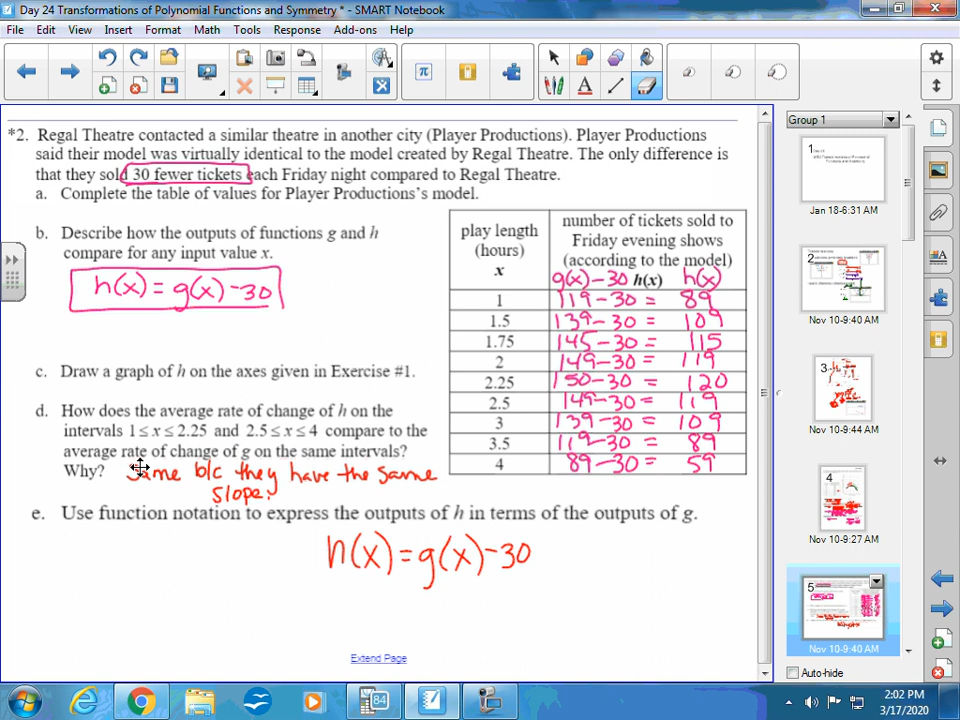 Day 24 Transformations of Polynomial Functions and Symmetry * - SMART Notebook
File Edit View Insert Format Math Tools Response Add-ons Help
*2. Regal Theatre contacted a similar theatre in another city (Player Productions). Player Productions
said their model was virtually identical to the model created by Regal Theatre. The only difference is
that they sold 30 fewer tickets each Friday night compared to Regal Theatre.
a. Complete the table of values for Player Productions's model.
b. Describe how the outputs of functions g and h
compare for any input value x.
h(x) = g(x) - 30
c. Draw a graph of h on the axes given in Exercise #1.
d. How does the average rate of change of h on the
intervals 1 ≤ x ≤ 2.25 and 2.5 ≤ x ≤ 4 compare to the
average rate of change of g on the same intervals?
Why? same b/c they have the same
slope.
play length
(hours)
x
number of tickets sold to
Friday evening shows
(according to the model)
g(x) - 30 h(x) h(x)
1 119 - 30 = 89
1.5 139 - 30 = 109
1.75 145 - 30 = 115
2 149 - 30 = 119
2.25 150 - 30 = 120
2.5 149 - 30 = 119
3 139 - 30 = 109
3.5 119 - 30 = 89
4 89 - 30 = 59
e. Use function notation to express the outputs of h in terms of the outputs of g.
h(x) = g(x) - 30
Extend Page
Group 1
1
Jan 18-6:31 AM
2
Nov 10-9:40 AM
3
Nov 10-9:44 AM
4
Nov 10-9:27 AM
5
Nov 10-9:40 AM
Auto-hide
84
2:02 PM
3/17/2020